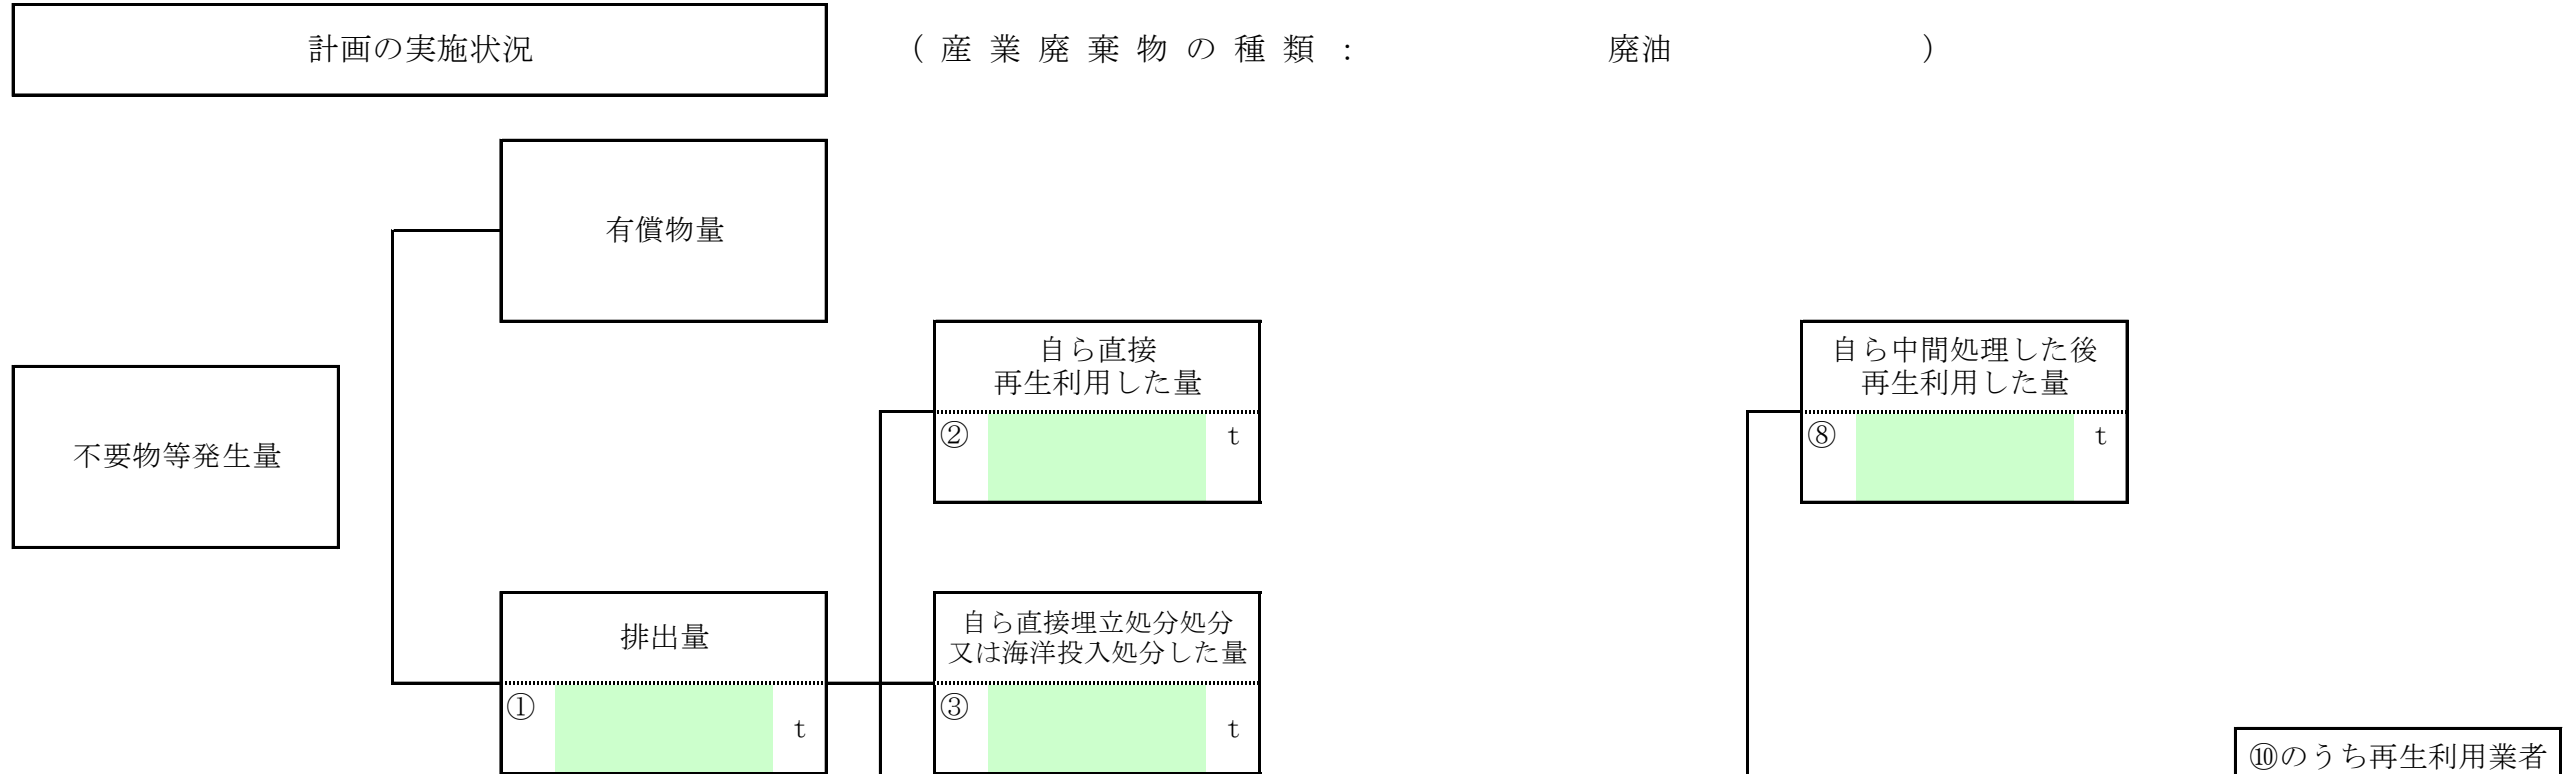 計画の実施状況
(産業廃棄物の種類： 廃油 )
有償物量
自ら直接
再生利用した量
② t
自ら中間処理した後
再生利用した量
⑧ t
不要物等発生量
排出量
① t
自ら直接埋立処分処分
又は海洋投入処分した量
③ t
⑩のうち再生利用業者